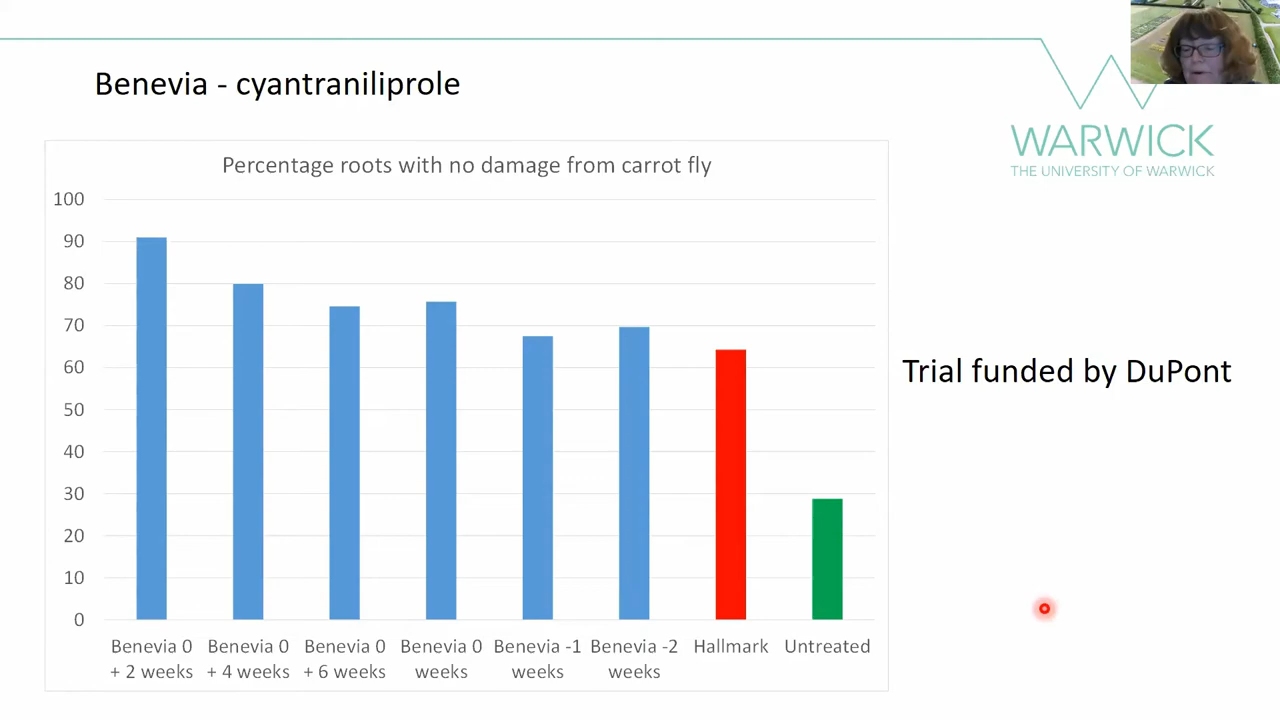 Benevia - cyantraniliprole
WARWICK
THE UNIVERSITY OF WARWICK
Percentage roots with no damage from carrot fly
100
90
80
70
60
50
40
30
20
10
0
Benevia 0 + 2 weeks
Benevia 0 + 4 weeks
Benevia 0 + 6 weeks
Benevia 0 weeks
Benevia -1 weeks
Benevia -2 weeks
Hallmark
Untreated
Trial funded by DuPont